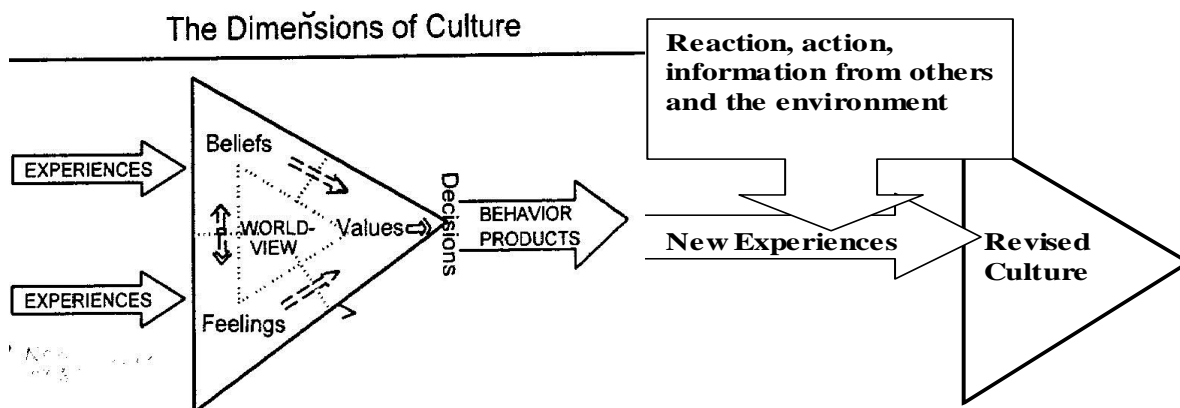 The Dimensions of Culture
EXPERIENCES
EXPERIENCES
Beliefs
WORLD-
VIEW
Values
Feelings
Decisions
BEHAVIOR
PRODUCTS
Reaction, action,
information from others
and the environment
New Experiences
Revised
Culture